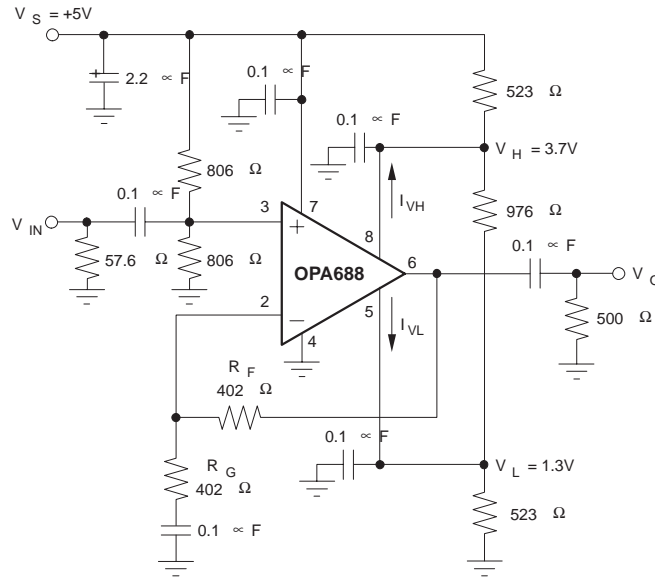 V S = +5V
2.2 ∝ F
0.1 ∝ F
523 Ω
0.1 ∝ F
V H = 3.7V
806 Ω
I VH
0.1 ∝ F
976 Ω
V IN
3
7
8
0.1 ∝ F
57.6 Ω
806 Ω
OPA688
6
V O
2
5
500 Ω
4
I VL
R F
402 Ω
0.1 ∝ F
R G
402 Ω
V L = 1.3V
0.1 ∝ F
523 Ω